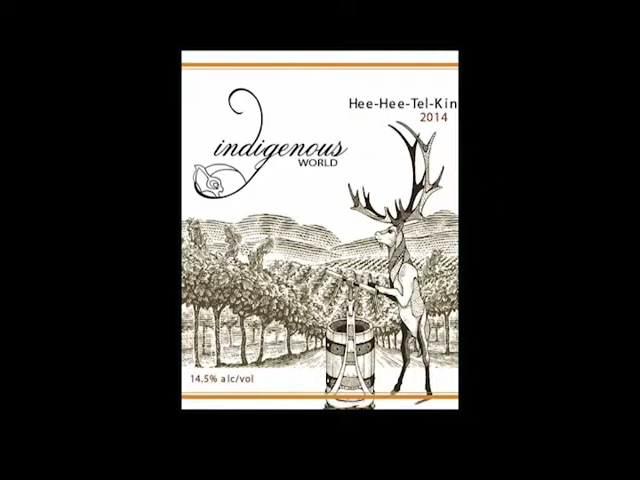 Hee-Hee-Tel-Kin
2014
indigenous
WORLD
14.5% alc/vol